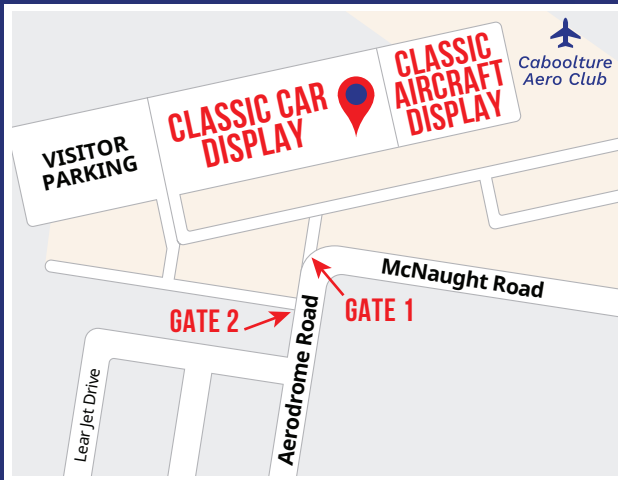 Caboolture
Aero Club
CLASSIC
AIRCRAFT
DISPLAY
CLASSIC CAR
DISPLAY
VISITOR
PARKING
McNaught Road
GATE 1
GATE 2
Aerodrome Road
Lear Jet Drive